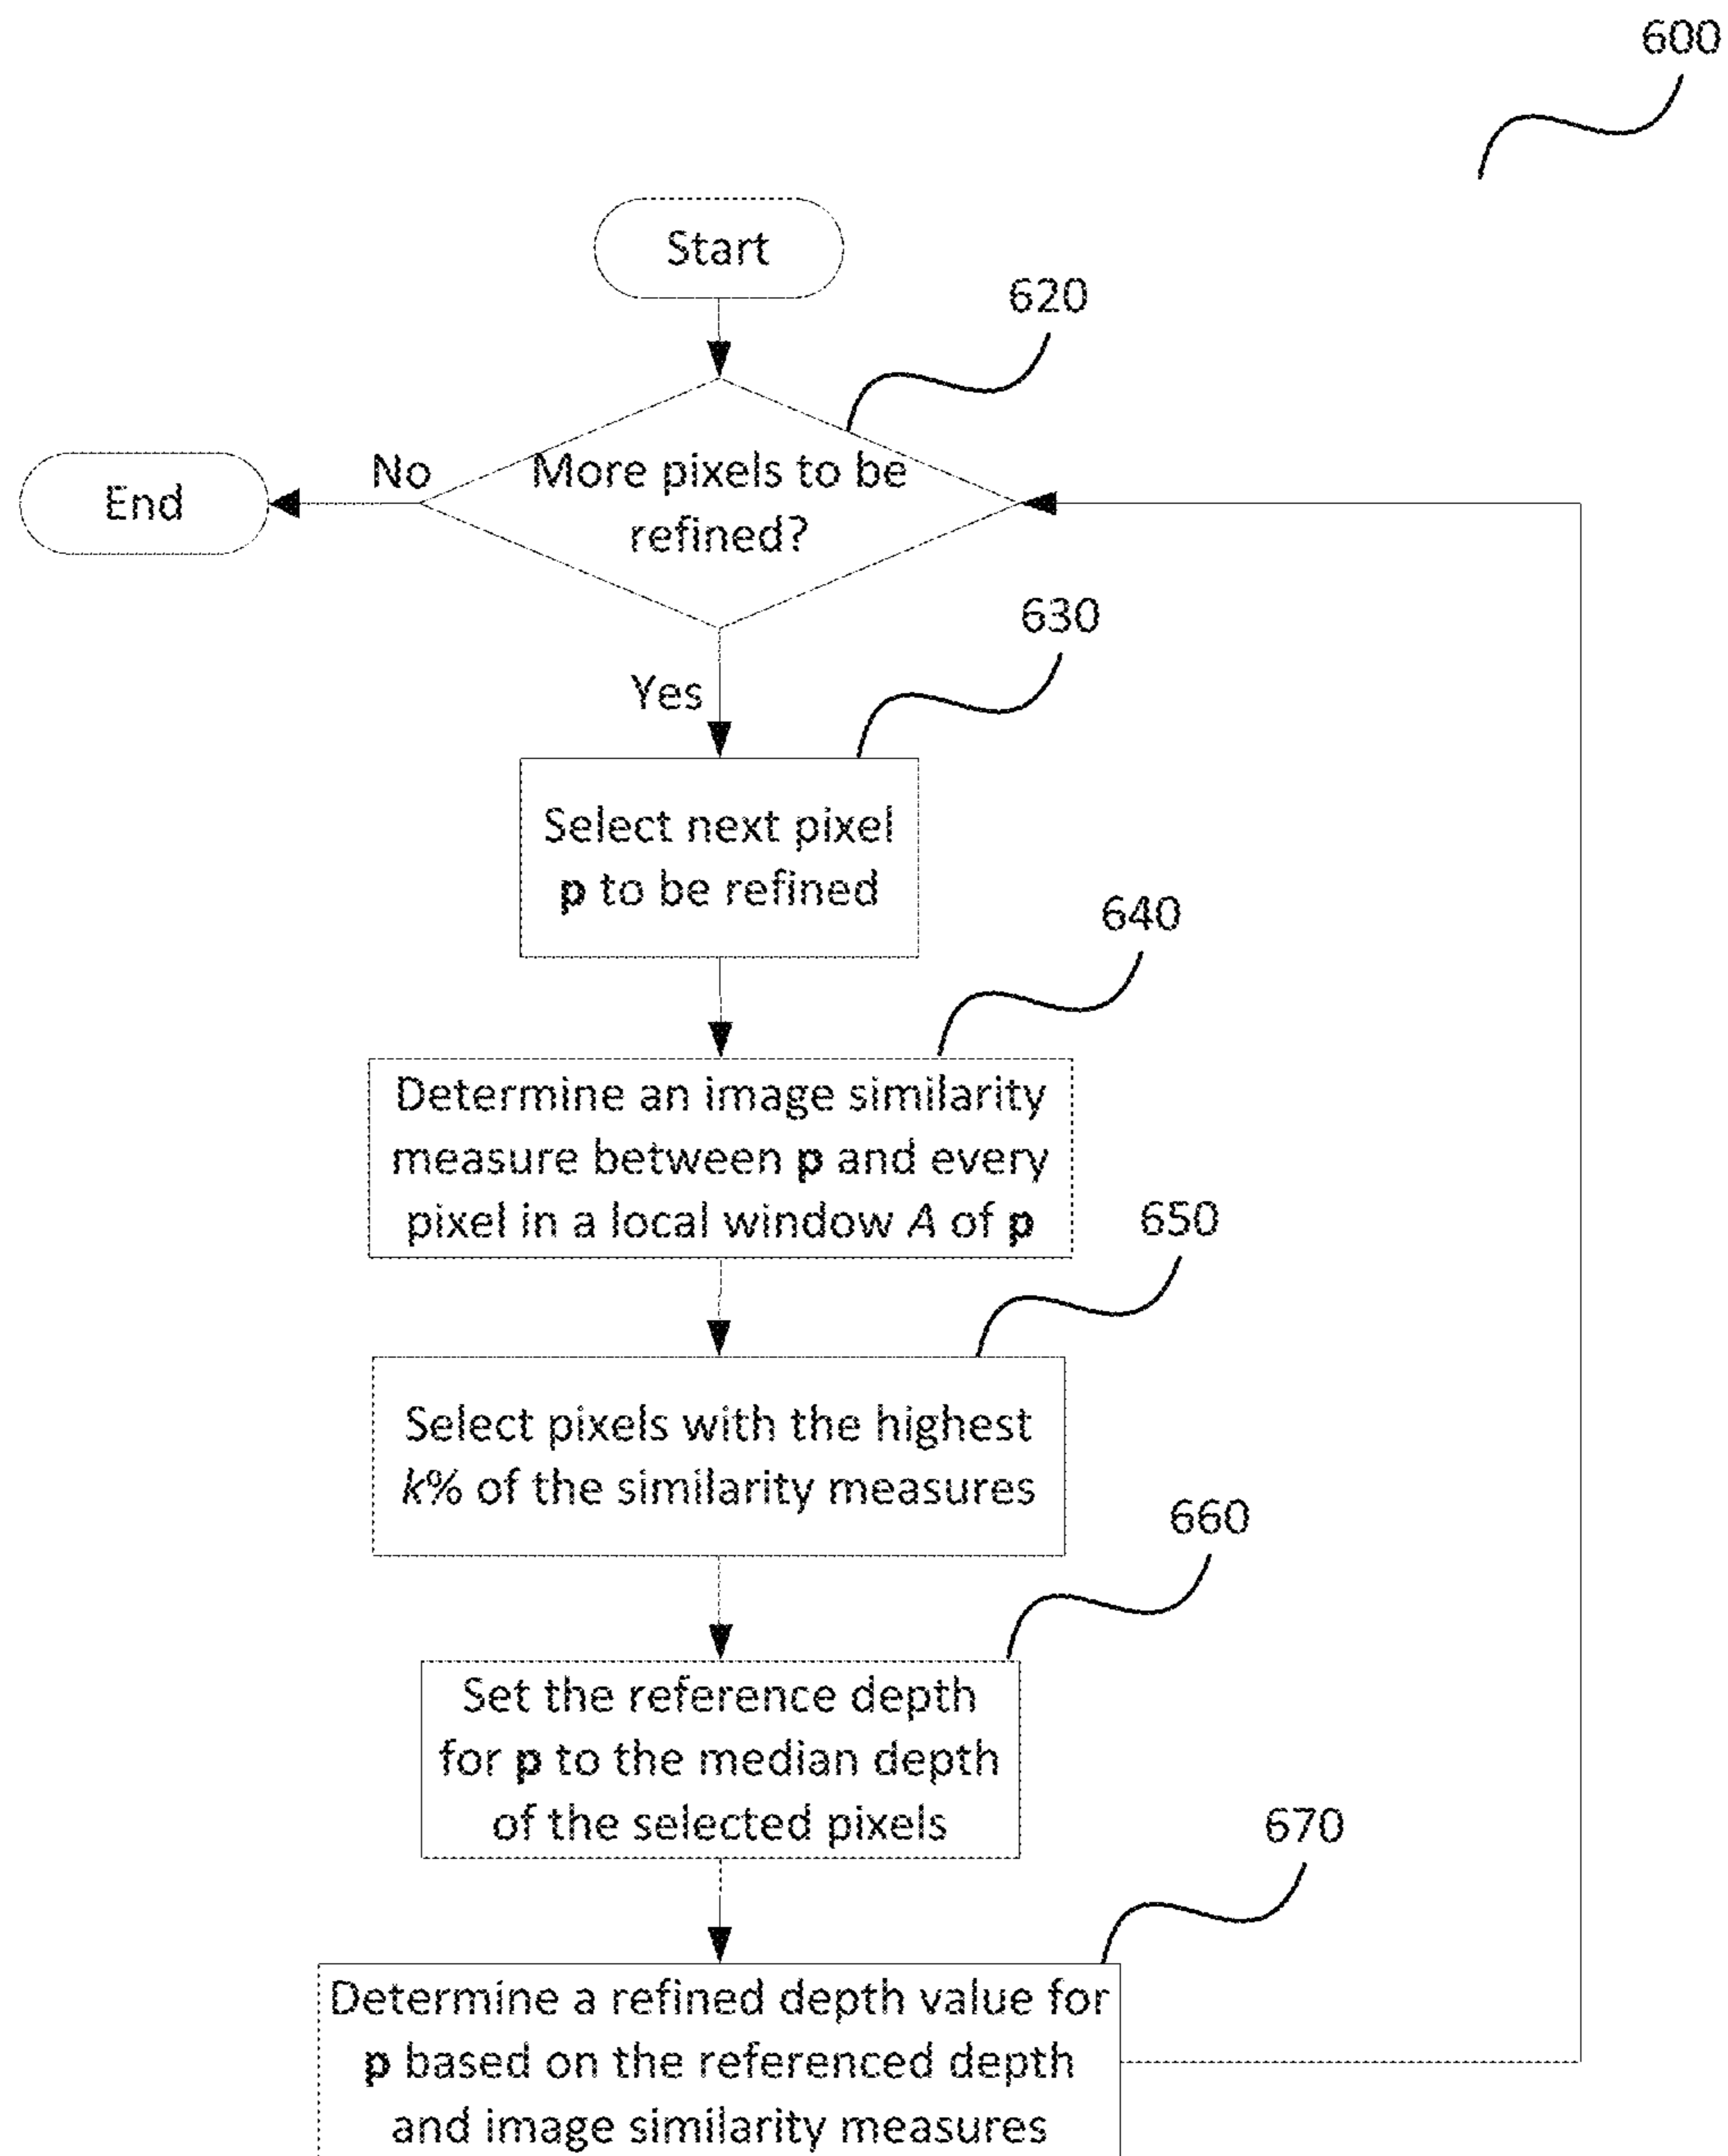 600
Start
620
No
More pixels to be
refined?
End
630
Yes
Select next pixel
p to be refined
640
Determine an image similarity
measure between p and every
pixel in a local window A of p
650
Select pixels with the highest
k% of the similarity measures
660
Set the reference depth
for p to the median depth
of the selected pixels
670
Determine a refined depth value for
p based on the referenced depth
and image similarity measures